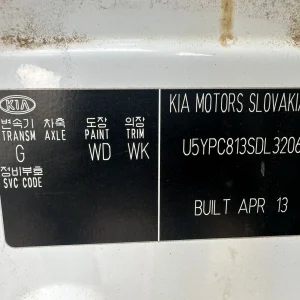 KIA
변속기 차축 도장 의장
TRANSM AXLE PAINT TRIM
G WD WK
정비부호
SVC CODE
KIA MOTORS SLOVAKIA
U5YPC813SDL3206
BUILT APR 13